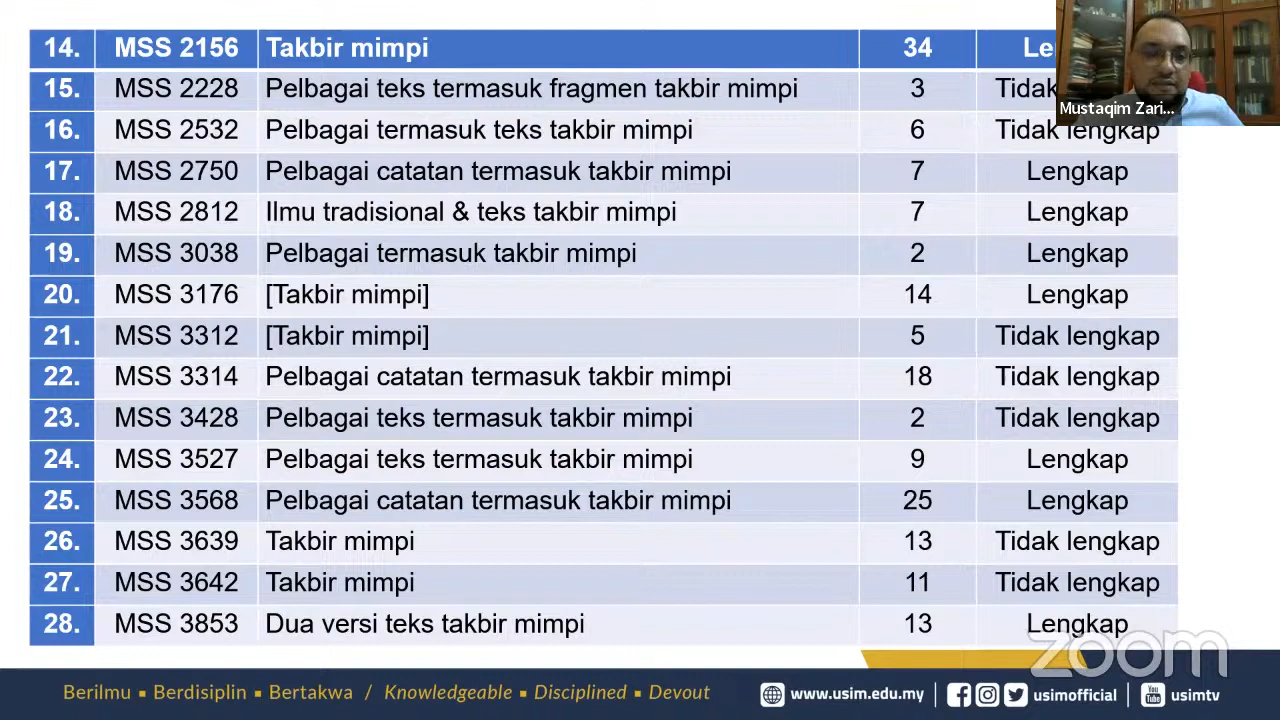 14. MSS 2156 Takbir mimpi 34 Le
15. MSS 2228 Pelbagai teks termasuk fragmen takbir mimpi 3 Tidak
Mustaqim Zari...
16. MSS 2532 Pelbagai termasuk teks takbir mimpi 6 Tidak lengkap
17. MSS 2750 Pelbagai catatan termasuk takbir mimpi 7 Lengkap
18. MSS 2812 Ilmu tradisional & teks takbir mimpi 7 Lengkap
19. MSS 3038 Pelbagai termasuk takbir mimpi 2 Lengkap
20. MSS 3176 [Takbir mimpi] 14 Lengkap
21. MSS 3312 [Takbir mimpi] 5 Tidak lengkap
22. MSS 3314 Pelbagai catatan termasuk takbir mimpi 18 Tidak lengkap
23. MSS 3428 Pelbagai teks termasuk takbir mimpi 2 Tidak lengkap
24. MSS 3527 Pelbagai teks termasuk takbir mimpi 9 Lengkap
25. MSS 3568 Pelbagai catatan termasuk takbir mimpi 25 Lengkap
26. MSS 3639 Takbir mimpi 13 Tidak lengkap
27. MSS 3642 Takbir mimpi 11 Tidak lengkap
28. MSS 3853 Dua versi teks takbir mimpi 13 Lengkap
zoom
Berilmu ▪ Berdisiplin ▪ Bertakwa / Knowledgeable ▪ Disciplined ▪ Devout www.usim.edu.my | usimofficial | You Tube usimtv